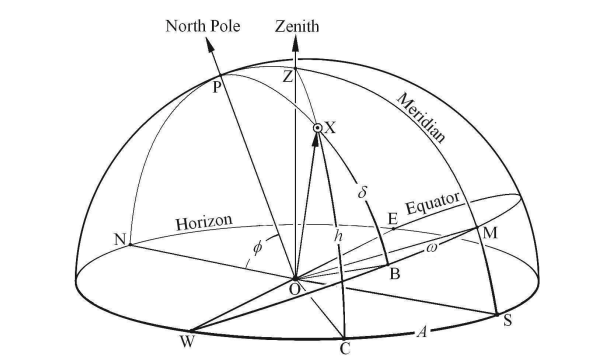 North Pole
Zenith
P
Z
X
Meridian
δ
Equator
E
Horizon
N
ϕ
h
ω
M
O
B
W
C
A
S